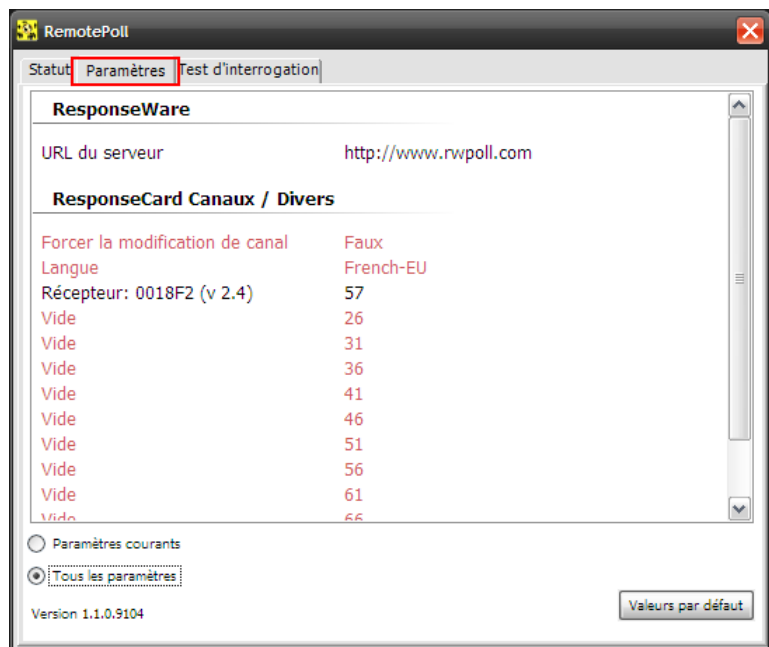 RemotePoll
Statut Paramètres Test d'interrogation
ResponseWare
URL du serveur http://www.rwpoll.com
ResponseCard Canaux / Divers
Forcer la modification de canal Faux
Langue French-EU
Récepteur: 0018F2 (v 2.4) 57
Vide 26
Vide 31
Vide 36
Vide 41
Vide 46
Vide 51
Vide 56
Vide 61
Vide 66
Paramètres courants
Tous les paramètres
Version 1.1.0.9104 Valeurs par défaut